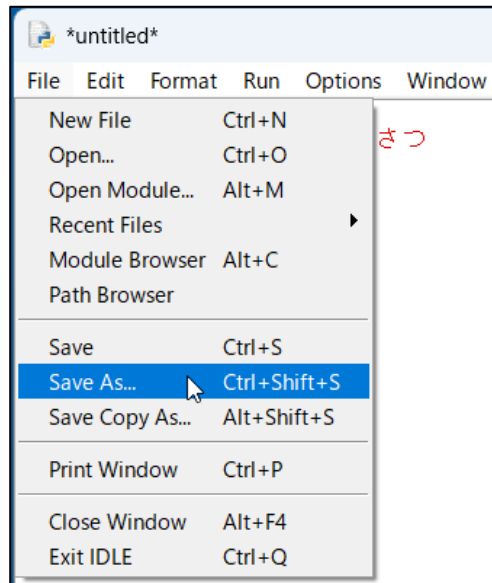 *untitled*
File Edit Format Run Options Window
New File Ctrl+N
さつ
Open... Ctrl+O
Open Module... Alt+M
Recent Files
Module Browser Alt+C
Path Browser
Save Ctrl+S
Save As... Ctrl+Shift+S
Save Copy As... Alt+Shift+S
Print Window Ctrl+P
Close Window Alt+F4
Exit IDLE Ctrl+Q